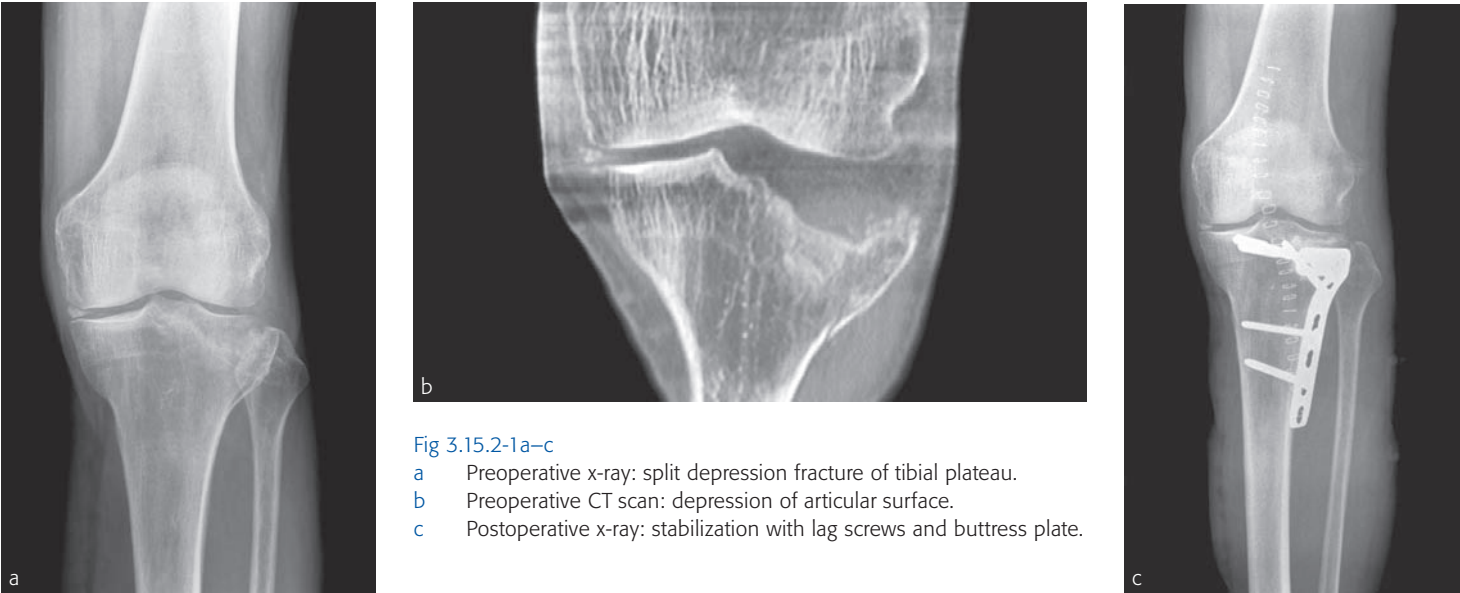 a
b
Fig 3.15.2-1a–c
a Preoperative x-ray: split depression fracture of tibial plateau.
b Preoperative CT scan: depression of articular surface.
c Postoperative x-ray: stabilization with lag screws and buttress plate.
c